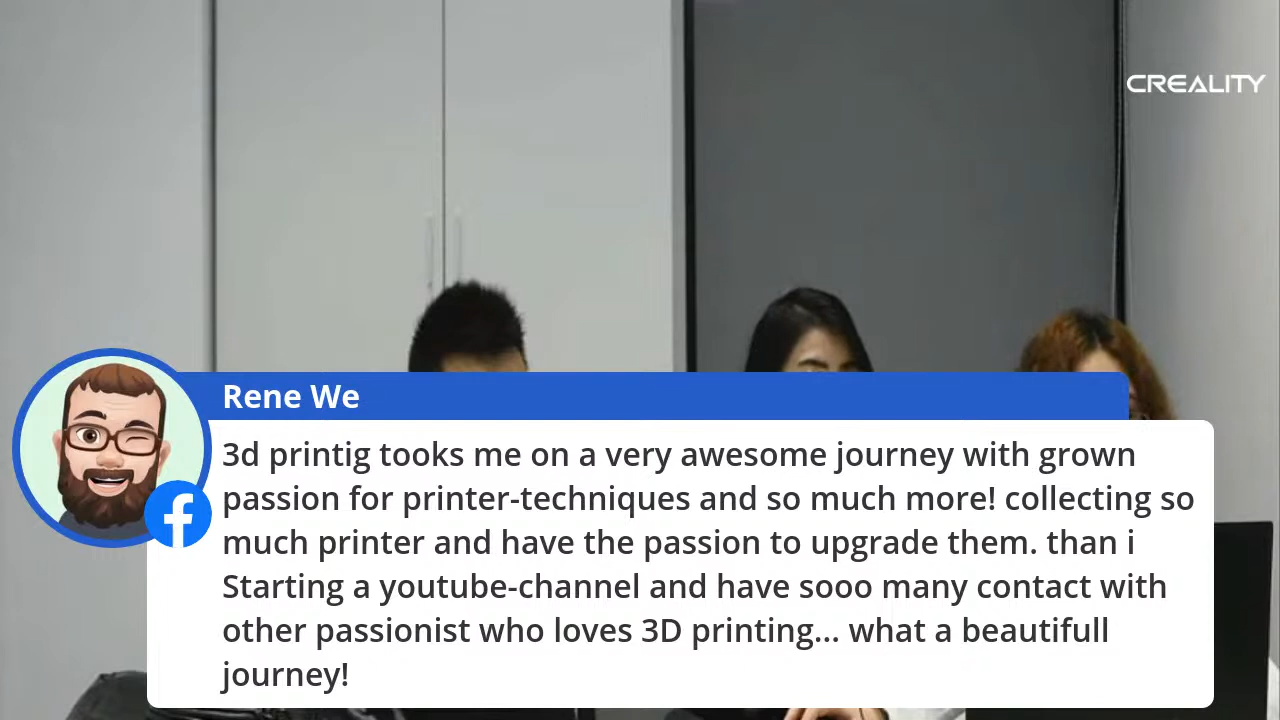 CREALITY
Rene We
3d printig tooks me on a very awesome journey with grown
passion for printer-techniques and so much more! collecting so
much printer and have the passion to upgrade them. than i
Starting a youtube-channel and have sooo many contact with
other passionist who loves 3D printing... what a beautifull
journey!